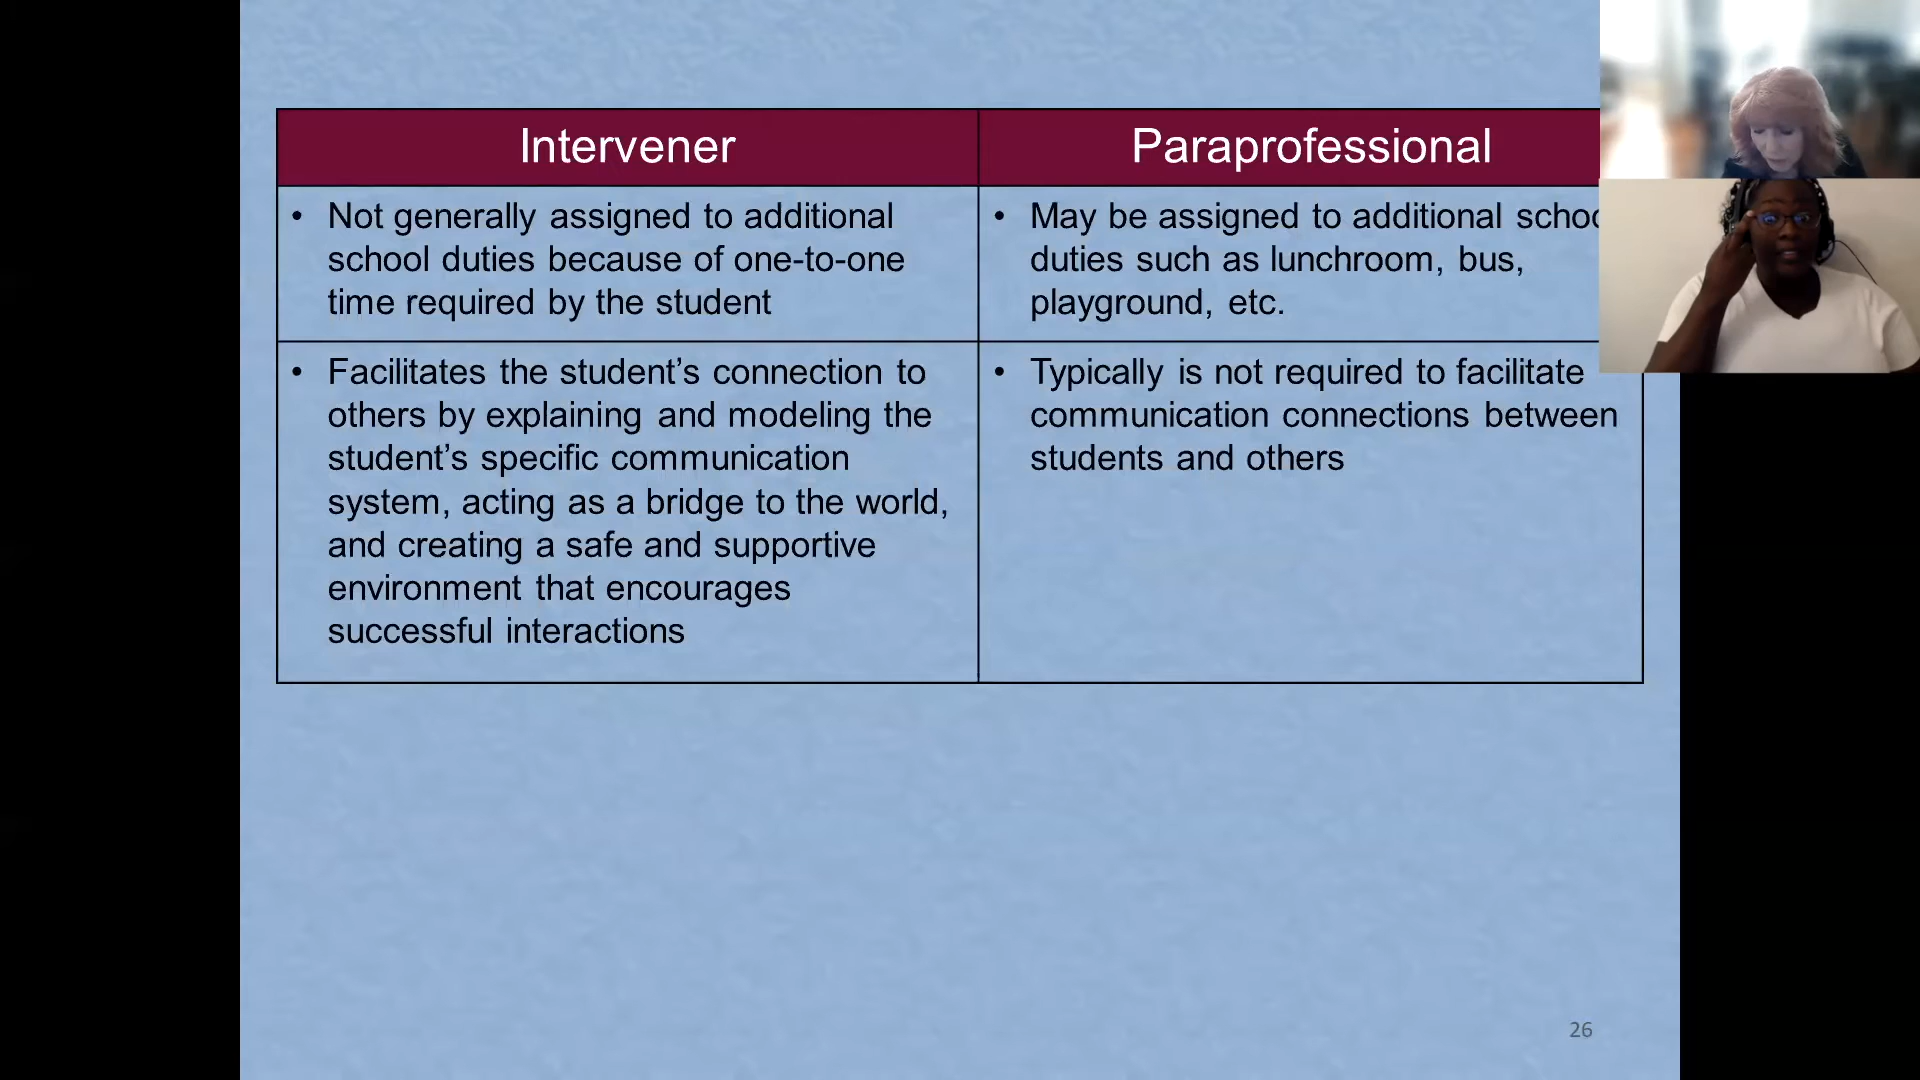 Intervener
Paraprofessional
• Not generally assigned to additional
school duties because of one-to-one
time required by the student
• May be assigned to additional
duties such as lunchroom, bus,
playground, etc.
• Facilitates the student’s connection to
others by explaining and modeling the
student’s specific communication
system, acting as a bridge to the world,
and creating a safe and supportive
environment that encourages
successful interactions
• Typically is not required to facilitate
communication connections between
students and others
26